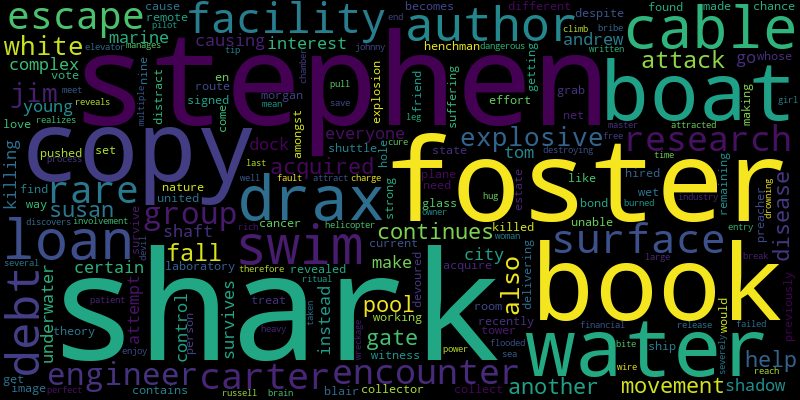 escape facility author cable
white marine causing interest henchman andrew attack go whose
stephen
complex jim young boat
copy foster
rare explosive research
susan group drax acquired
loan swim continues surface disease
debt certain shaft fall city book
shark
underwater control survives pool gate also water
engineer carter encounter another movement help shadow
cause remote pilot becomes despite different found made chance
climb bribe written elevator manages johnny tip end dangerous
vote nine distract en route signed come morgan explosion
getting friend suffering effort grab net making girl
love realizes reveals meet multiple mean pull save leg
killing pushed set dock amongst everyone hole cure strong
state plane need glass hug tom like bond unable hired wet
master attracted free destroying time remaining preacher drowning
find way nature united cancer shuttle last fault attract charge
estate owner burned industry killed woman
discovers involvement several laboratory revealed make
theory patient attempt person treat instead working witness
tower recently room acquire devoured current helicopter
rich therefore ritual taken heavy wreckage power
delivering flooded sea ship bite wire failed severely
would large break release reach financial entry previously
get image perfect contains enjoy collector russell brain blair collect